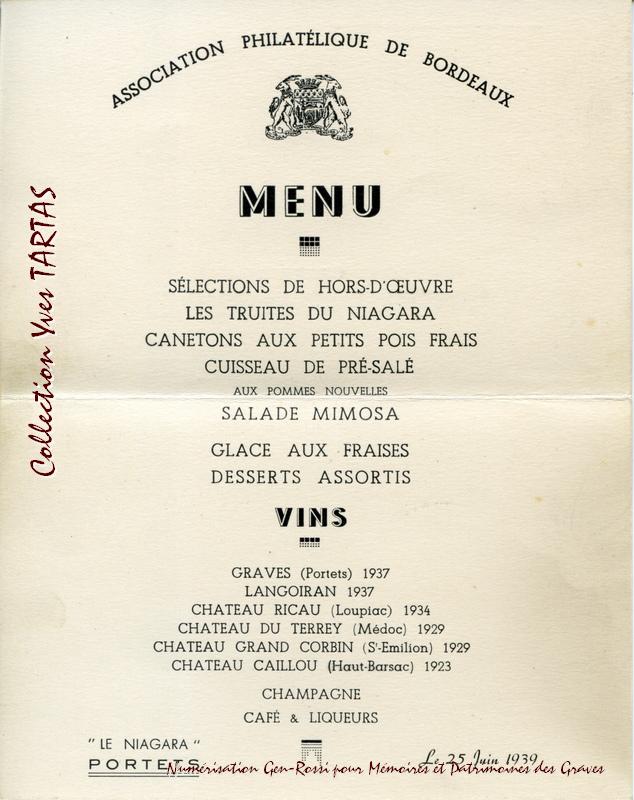 ASSOCIATION PHILATÉLIQUE DE BORDEAUX
MENU
SÉLECTIONS DE HORS-D'ŒUVRE
LES TRUITES DU NIAGARA
CANETONS AUX PETITS POIS FRAIS
CUISSEAU DE PRÉ-SALÉ
AUX POMMES NOUVELLES
SALADE MIMOSA
GLACE AUX FRAISES
DESSERTS ASSORTIS
VINS
GRAVES (Portets) 1937
LANGOIRAN 1937
CHATEAU RICAU (Loupiac) 1934
CHATEAU DU TERREY (Médoc) 1929
CHATEAU GRAND CORBIN (S'-Emilion) 1929
CHATEAU CAILLOU (Haut-Barsac) 1923
CHAMPAGNE
CAFÉ & LIQUEURS
"LE NIAGARA"
PORTETS
Le 25 Juin 1939
Numérisation Gen-Rossi pour Mémoires et Patrimoines des Graves
Collection Yves TARTAS